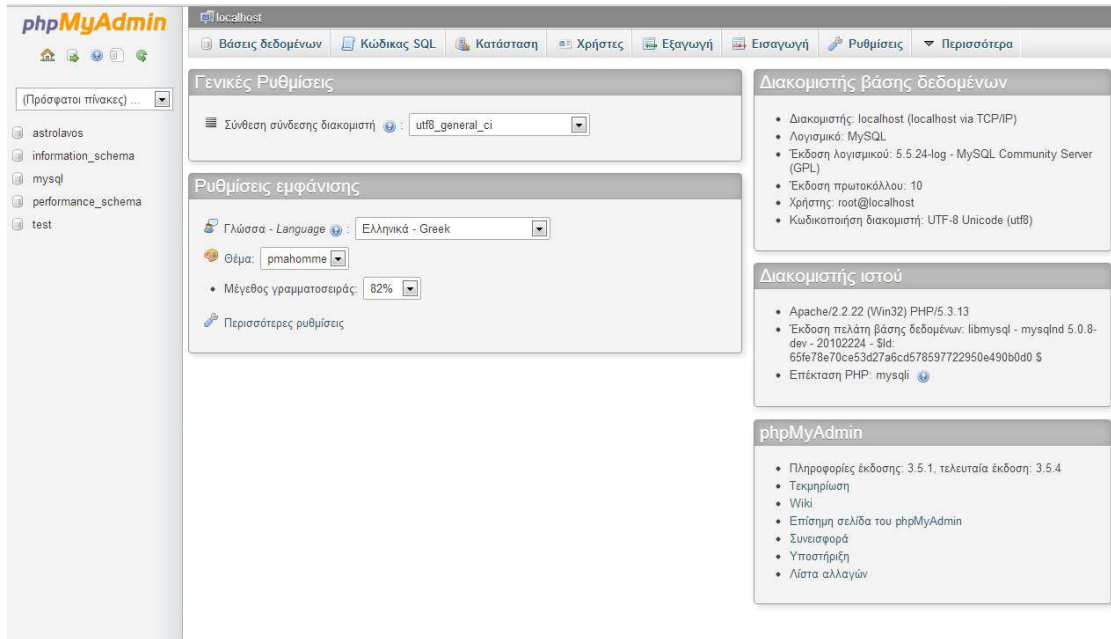 phpMyAdmin
(Πρόσφατοι πίνακες) ...
astrolavos
information_schema
mysql
performance_schema
test
localhost
Βάσεις δεδομένων Κώδικας SQL Κατάσταση Χρήστες Εξαγωγή Εισαγωγή Ρυθμίσεις Περισσότερα
Γενικές Ρυθμίσεις
Σύνθεση σύνδεσης διακομιστή : utf8_general_ci
Ρυθμίσεις εμφάνισης
Γλώσσα - Language : Ελληνικά - Greek
Θέμα: pmahomme
• Μέγεθος γραμματοσειράς: 82%
Περισσότερες ρυθμίσεις
Διακομιστής βάσης δεδομένων
• Διακομιστής: localhost (localhost via TCP/IP)
• Λογισμικό: MySQL
• Έκδοση λογισμικού: 5.5.24-log - MySQL Community Server
(GPL)
• Έκδοση πρωτοκόλλου: 10
• Χρήστης: root@localhost
• Κωδικοποίηση διακομιστή: UTF-8 Unicode (utf8)
Διακομιστής ιστού
• Apache/2.2.22 (Win32) PHP/5.3.13
• Έκδοση πελάτη βάσης δεδομένων: libmysql - mysqlnd 5.0.8-
dev - 20102224 - $Id:
65fe78e70ce53d27a6cd578597722950e490b0d0 $
• Επέκταση PHP: mysqli
phpMyAdmin
• Πληροφορίες έκδοσης: 3.5.1, τελευταία έκδοση: 3.5.4
• Τεκμηρίωση
• Wiki
• Επίσημη σελίδα του phpMyAdmin
• Συνεισφορά
• Υποστήριξη
• Λίστα αλλαγών